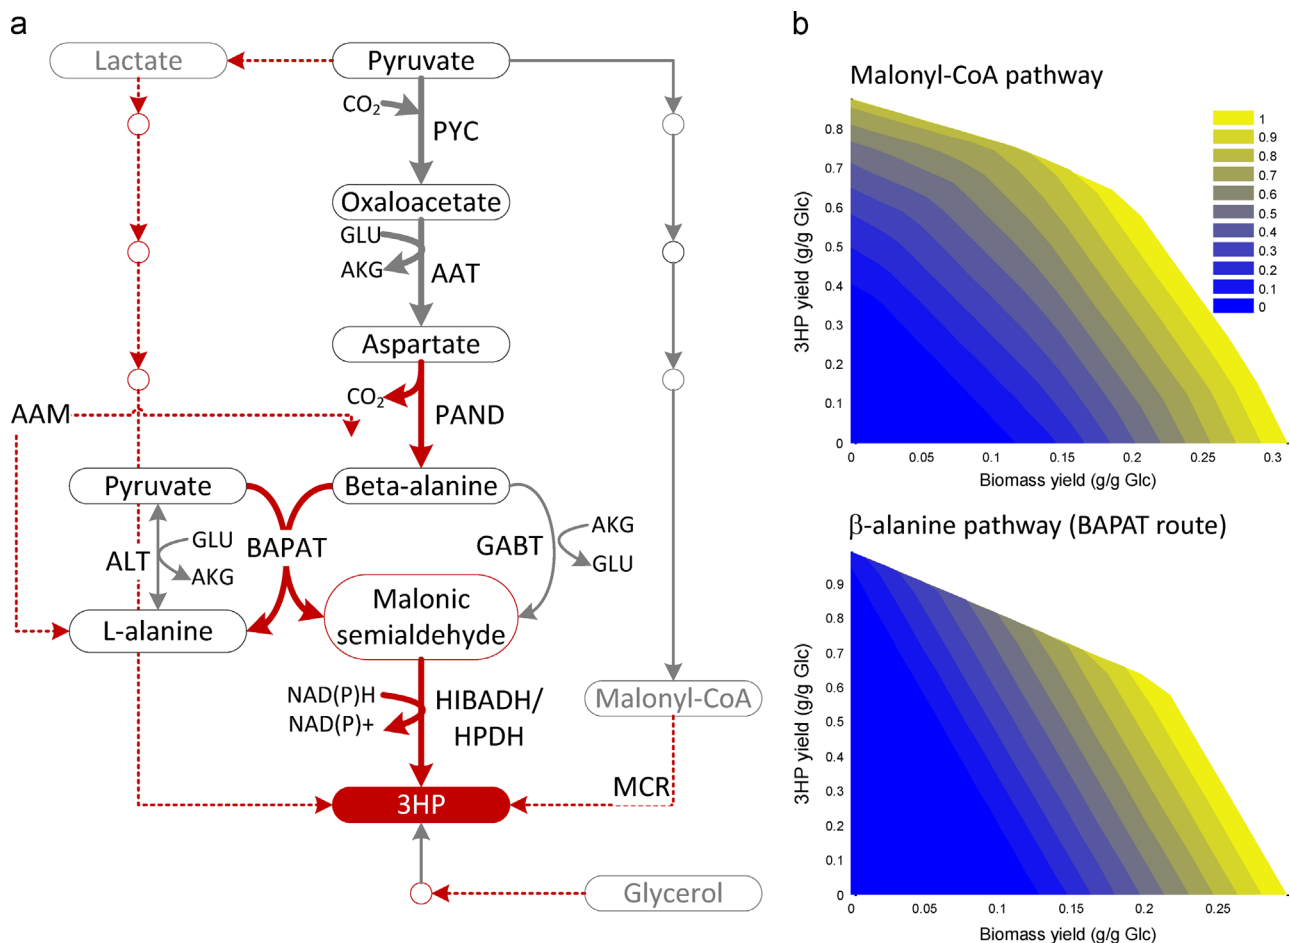 a
Lactate
Pyruvate
CO2
PYC
Oxaloacetate
GLU
AKG
AAT
Aspartate
CO2
PAND
AAM
Pyruvate
Beta-alanine
ALT
GLU
AKG
BAPAT
GABT
AKG
GLU
L-alanine
Malonic
semialdehyde
NAD(P)H
NAD(P)+
HIBADH/
HPDH
Malonyl-CoA
MCR
3HP
Glycerol
b
Malonyl-CoA pathway
3HP yield (g/g Glc)
0.8
0.7
0.6
0.5
0.4
0.3
0.2
0.1
0
1
0.9
0.8
0.7
0.6
0.5
0.4
0.3
0.2
0.1
0
0 0.05 0.1 0.15 0.2 0.25 0.3
Biomass yield (g/g Glc)
β-alanine pathway (BAPAT route)
3HP yield (g/g Glc)
0.9
0.8
0.7
0.6
0.5
0.4
0.3
0.2
0.1
0
0 0.05 0.1 0.15 0.2 0.25
Biomass yield (g/g Glc)